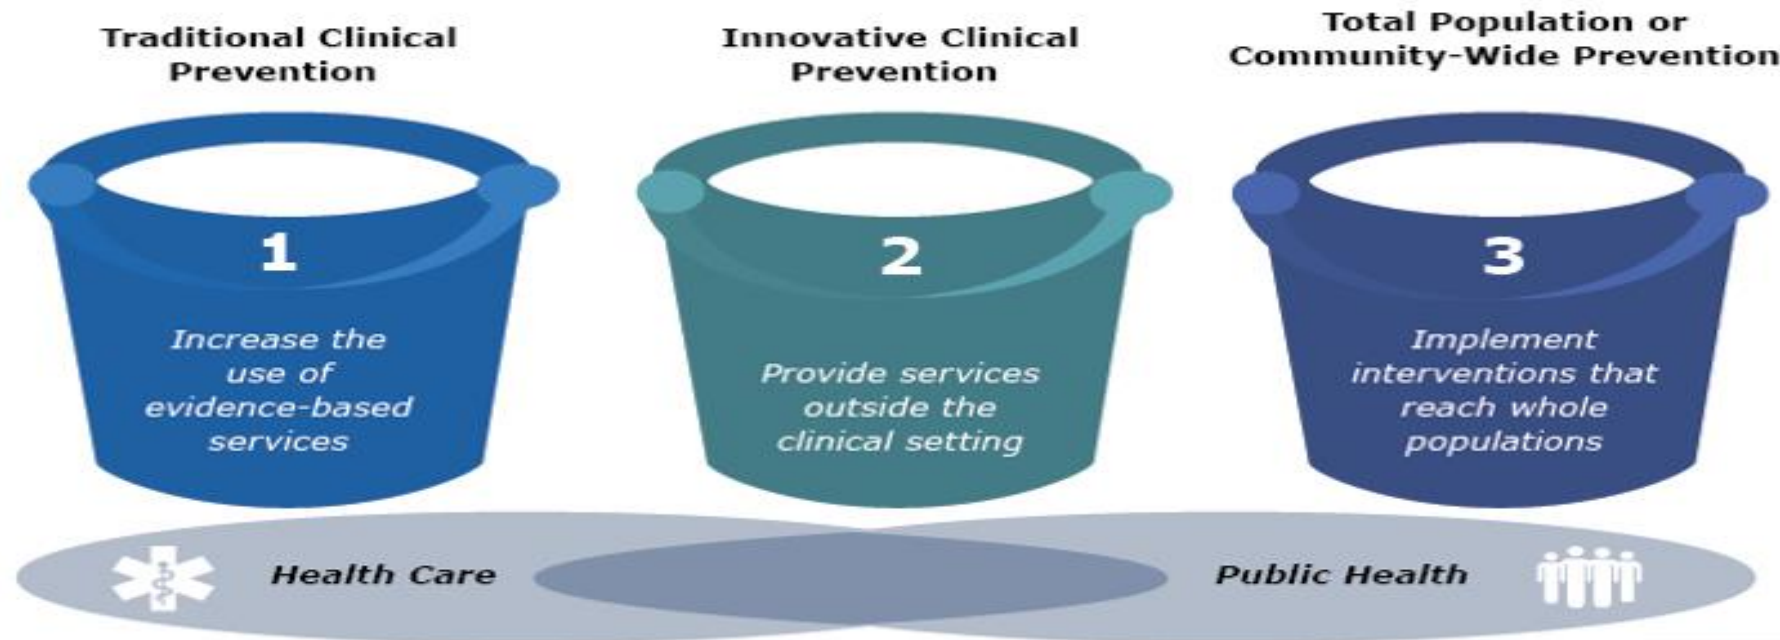 Traditional Clinical
Prevention
Innovative Clinical
Prevention
Total Population or
Community-Wide Prevention
1
Increase the
use of
evidence-based
services
2
Provide services
outside the
clinical setting
3
Implement
interventions that
reach whole
populations
Health Care
Public Health